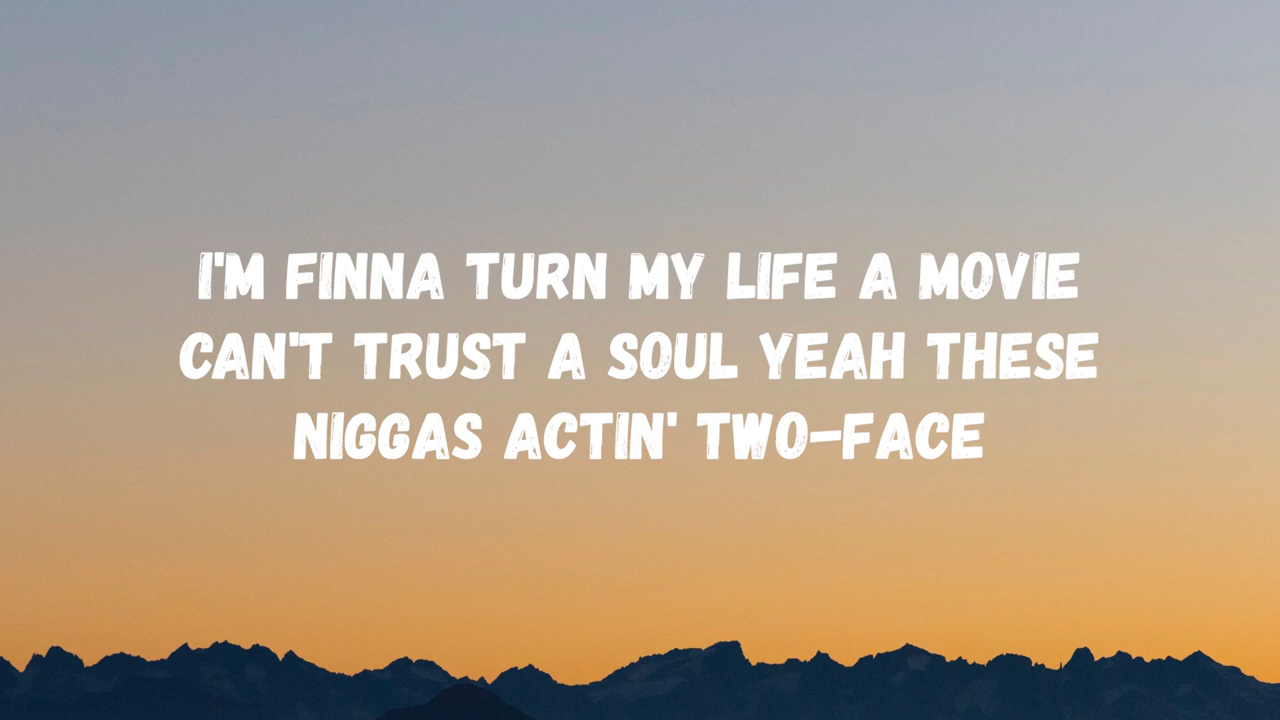 I'M FINNA TURN MY LIFE A MOVIE
CAN'T TRUST A SOUL YEAH THESE
NIGGAS ACTIN' TWO-FACE